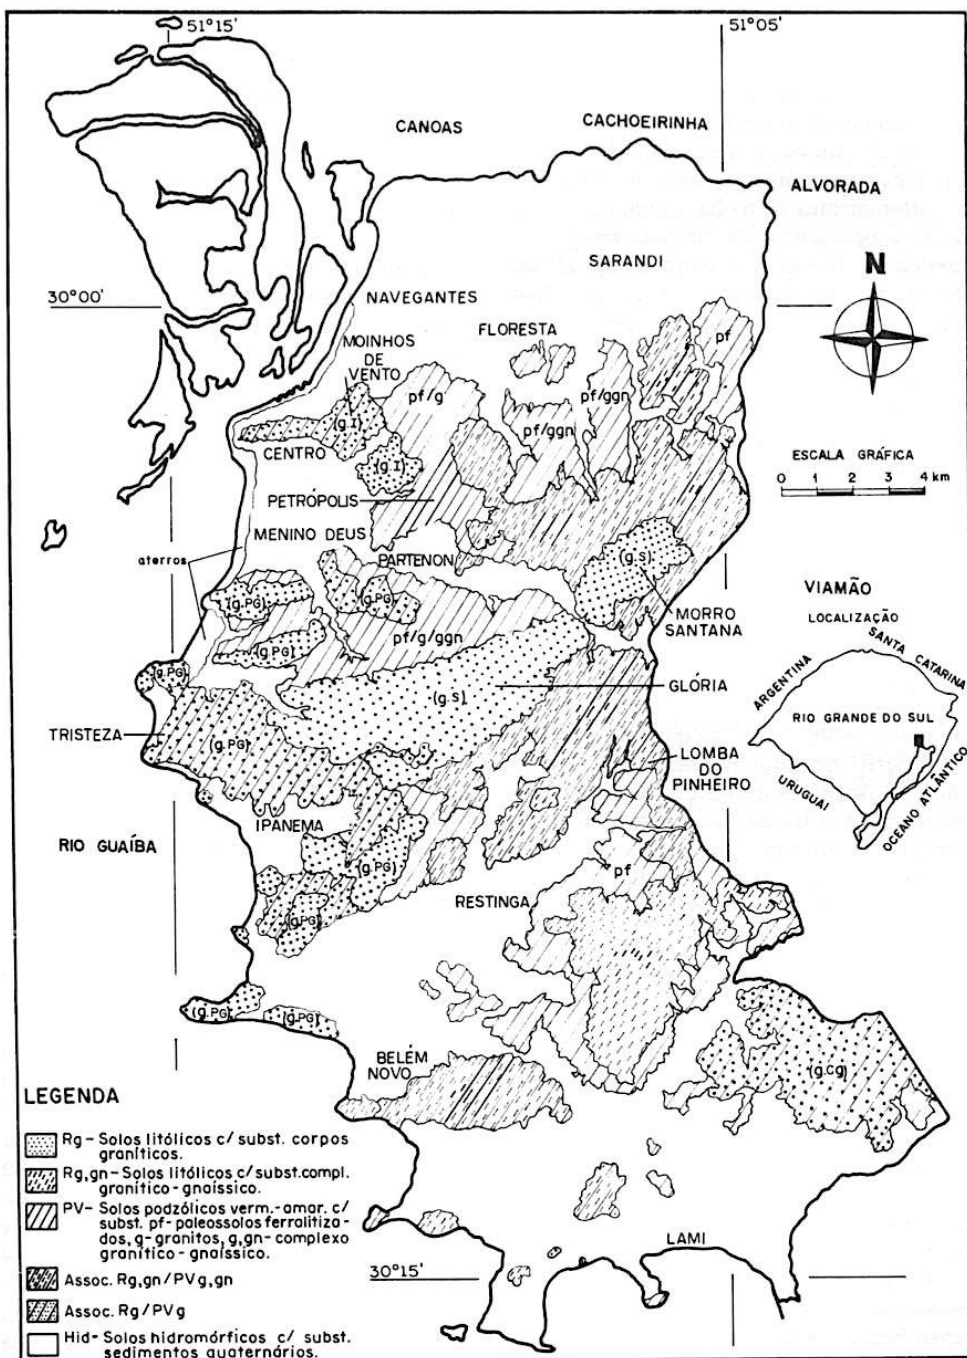 51°15'
51°05'
CANOAS
CACHOEIRINHA
ALVORADA
SARANDI
N
30°00'
NAVEGANTES
FLORESTA
MOINHOS
DE
VENTO
pf
pf/g
pf/ggn
pf/ggn
(g.I)
(g.I)
CENTRO
ESCALA GRÁFICA
0 1 2 3 4 km
PETRÓPOLIS
MENINO DEUS
PARTENON
aterros
(g.S)
(g.PG)
(g.PG)
MORRO
SANTANA
VIAMÃO
LOCALIZAÇÃO
SANTA CATARINA
ARGENTINA
RIO GRANDE DO SUL
URUGUAI
OCEANO ATLÂNTICO
pf/g/ggn
(g.PG)
(g.PG)
(g.S)
GLÓRIA
TRISTEZA
(g.PG)
LOMBA
DO
PINHEIRO
IPANEMA
RIO GUAÍBA
(g.PG)
pf
RESTINGA
(g.PG)
(g.PG)
(g.PG)
BELÉM
NOVO
(g.Cg)
LEGENDA
Rg- Solos litólicos c/ subst. corpos
graníticos.
Rg,gn- Solos litólicos c/subst.compl.
granítico-gnaíssico.
PV- Solos podzólicos verm.-amar. c/
subst. pf-paleossolos ferralitiza-
dos, g-granitos, g,gn-complexo
granítico-gnaíssico.
Assoc. Rg,gn/PVg,gn
Assoc. Rg/PVg
Hid- Solos hidromórficos c/ subst.
sedimentos quaternários.
LAMI
30°15'